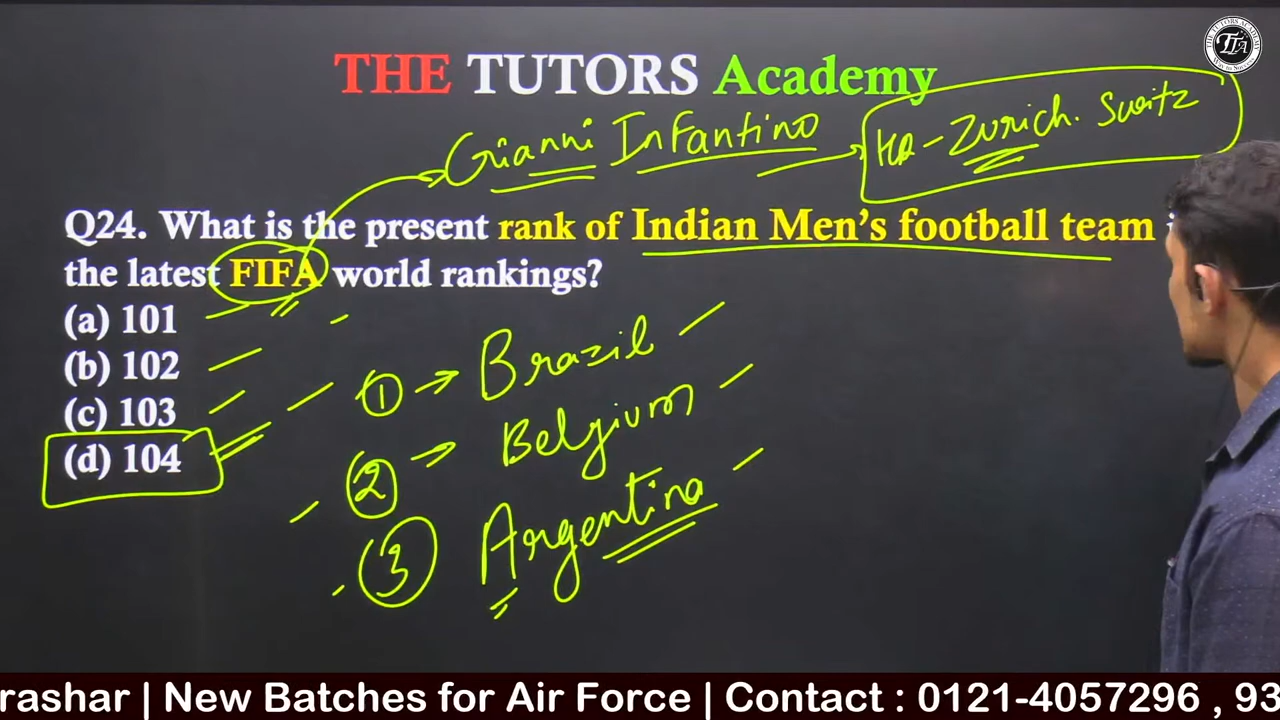 THE TUTORS Academy
Gianni Infantino
HQ - Zurich. Switz
Q24. What is the present rank of Indian Men's football team
the latest FIFA world rankings?
(a) 101
(b) 102
(c) 103
(d) 104
1 → Brazil
2 → Belgium
3 Argentina
rashar | New Batches for Air Force | Contact : 0121-4057296 , 93